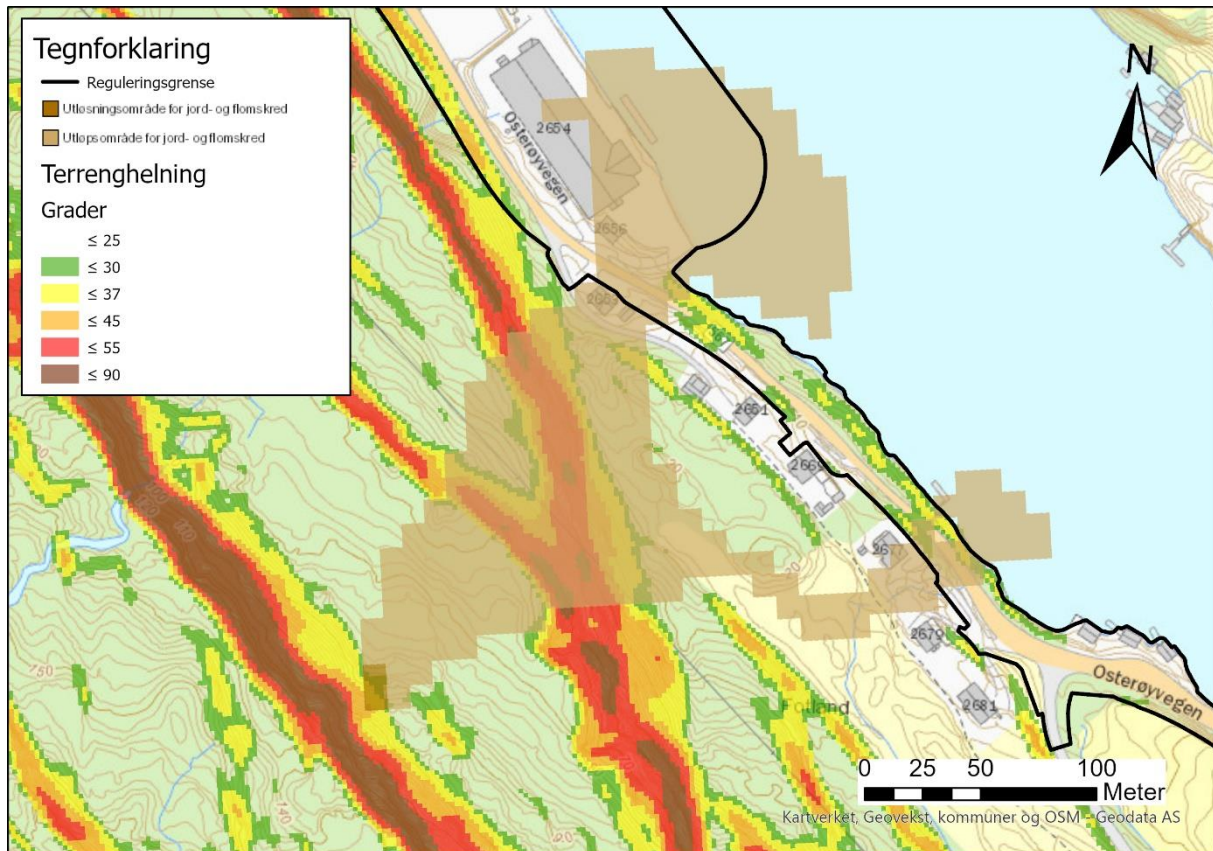 Tegnforklaring
Reguleringsgrense
Utløsningsområde for jord- og flomskred
Utløpsområde for jord- og flomskred
Terrenghelning
Grader
≤ 25
≤ 30
≤ 37
≤ 45
≤ 55
≤ 90
N
2654
Osterøyvegen
2656
2651
2679
2681
Fotland
Osterøyvegen
150
0 25 50 100
Meter
Kartverket, Geovekst, kommuner og OSM - Geodata AS